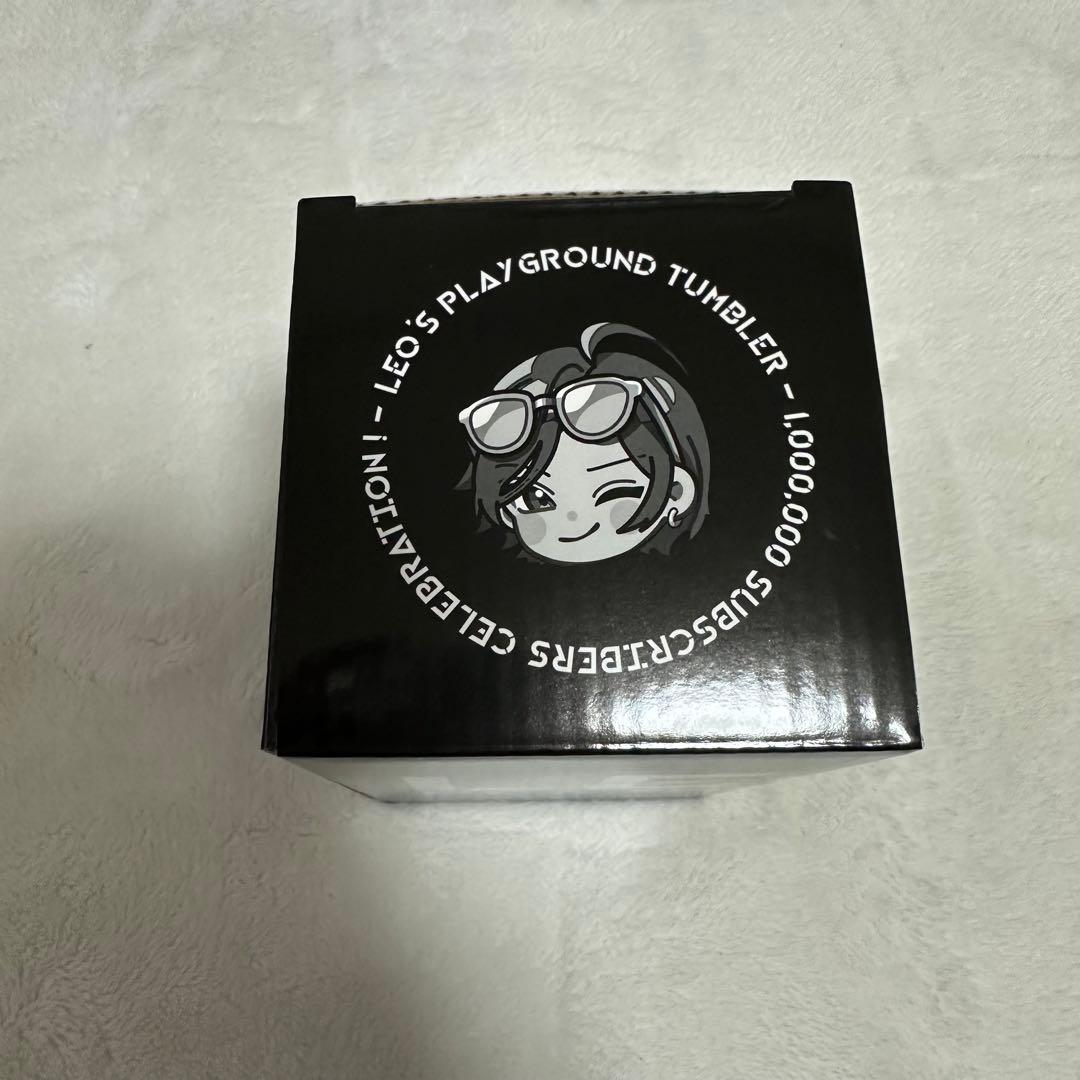 LEO'S PLAYGROUND TUMBLER - 1,000,000 SUBSCRIBERS CELEBRATION! -